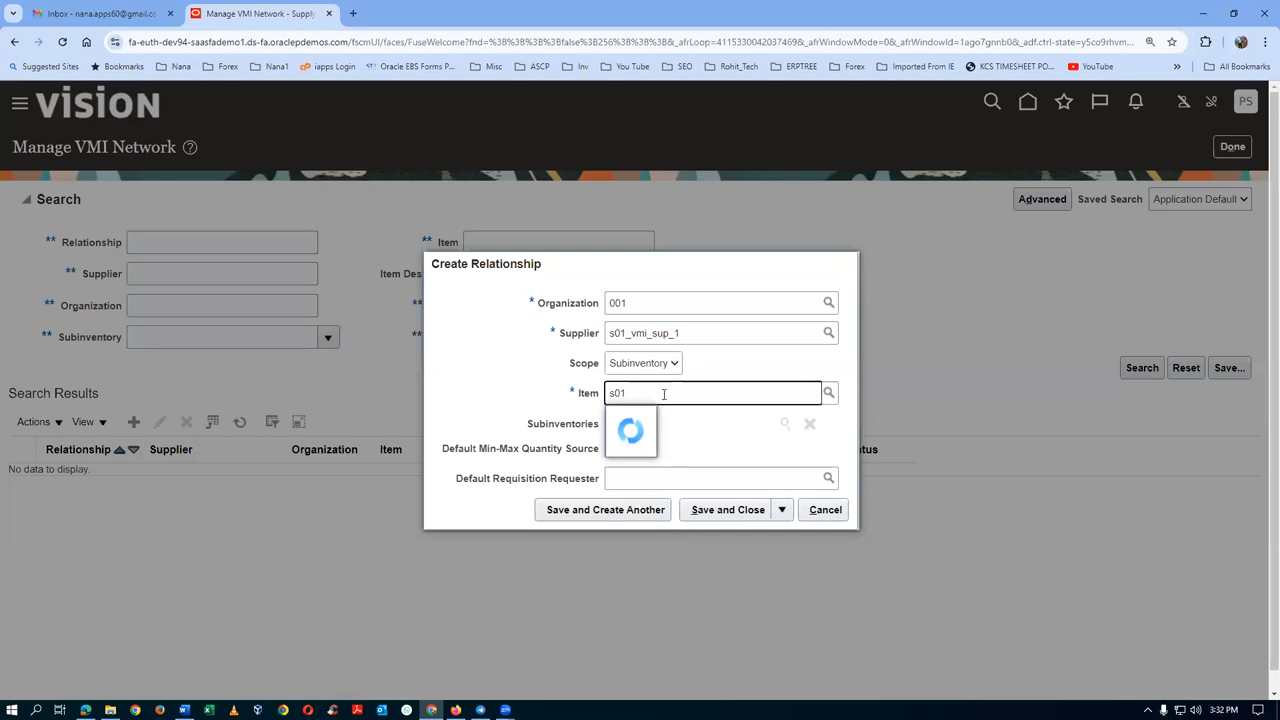 Inbox - nana.apps60@gmail.co
Manage VMI Network - Supply
fa-euth-dev94-saasfademo1.ds-fa.oraclepdemos.com/fscmUI/faces/FuseWelcome?fnd=%3B%3B%3B%3Bfalse%3B256%3B%3B%3B&_afrLoop=4115330042037469&_afrWindowMode=0&_afrWindowId=1ago7gnnb0&_adf.ctrl-state=y5co9rhvm...
Suggested Sites
Bookmarks
Nana
Forex
Nana1
iapps Login
Oracle EBS Forms P...
Misc
ASCP
Inv
You Tube
SEO
Rohit_Tech
ERPTREE
Forex
Imported From IE
KCS TIMESHEET PO...
YouTube
»
All Bookmarks
VISION
PS
Manage VMI Network
Done
Search
Advanced
Saved Search
Application Default
** Relationship
** Item
** Supplier
Item Des
** Organization
**
** Subinventory
**
Search
Reset
Save...
Create Relationship
* Organization
001
* Supplier
s01_vmi_sup_1
Scope
Subinventory
* Item
s01
Subinventories
Default Min-Max Quantity Source
Default Requisition Requester
Save and Create Another
Save and Close
Cancel
Search Results
Actions
View
Relationship
Supplier
Organization
Item
atus
No data to display.
3:32 PM